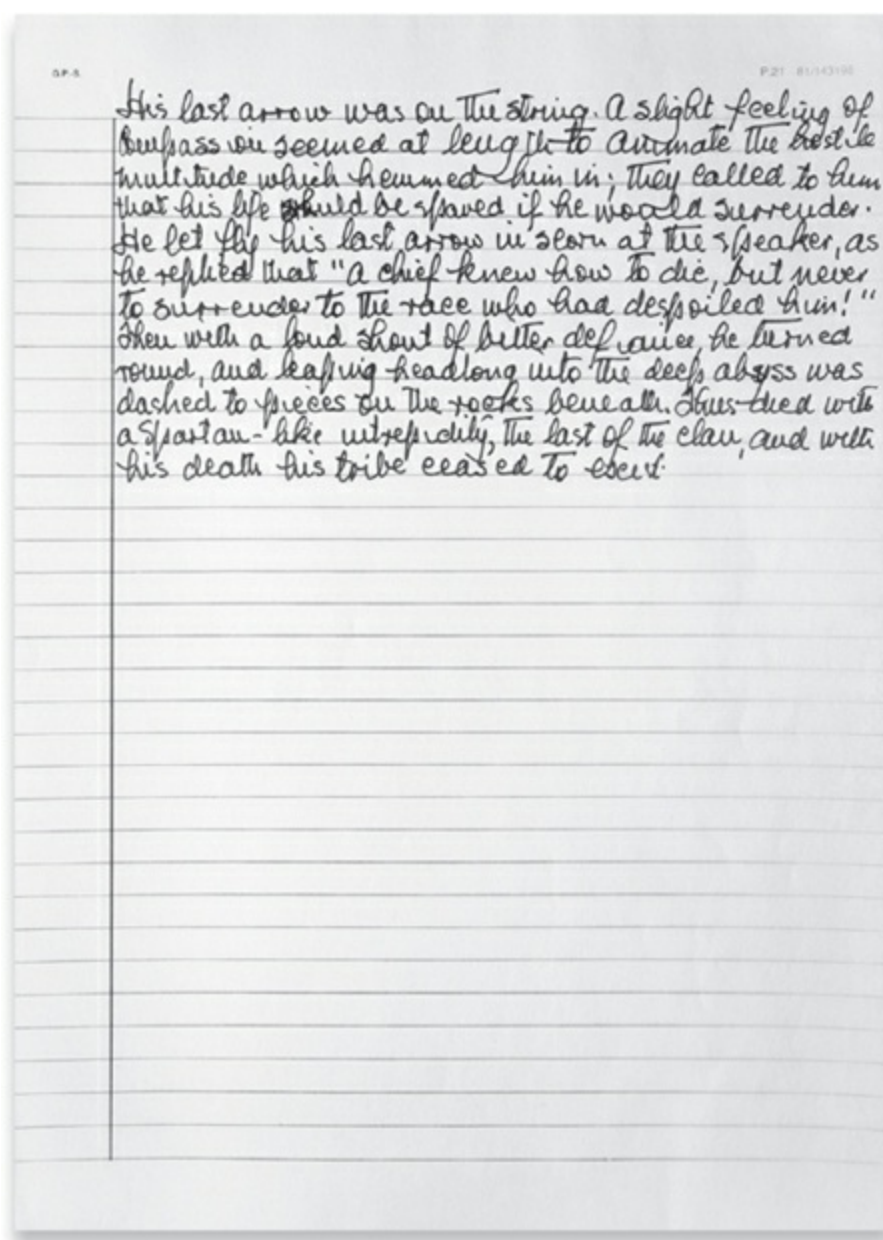 G.P.-S. P.21 81/143198
His last arrow was on the string. A slight feeling of
Compassion seemed at length to animate the hostile
multitude which hemmed him in; they called to him
that his life should be spared if he would surrender.
He let fly his last arrow in scorn at the speaker, as
he replied that "a chief knew how to die, but never
to surrender to the race who had despoiled him!"
Then with a loud shout of bitter defiance, he turned
round, and leaping headlong into the deep abyss was
dashed to pieces on the rocks beneath. Thus died with
a Spartan-like intrepidity, the last of the clan, and with
his death his tribe ceased to exist.